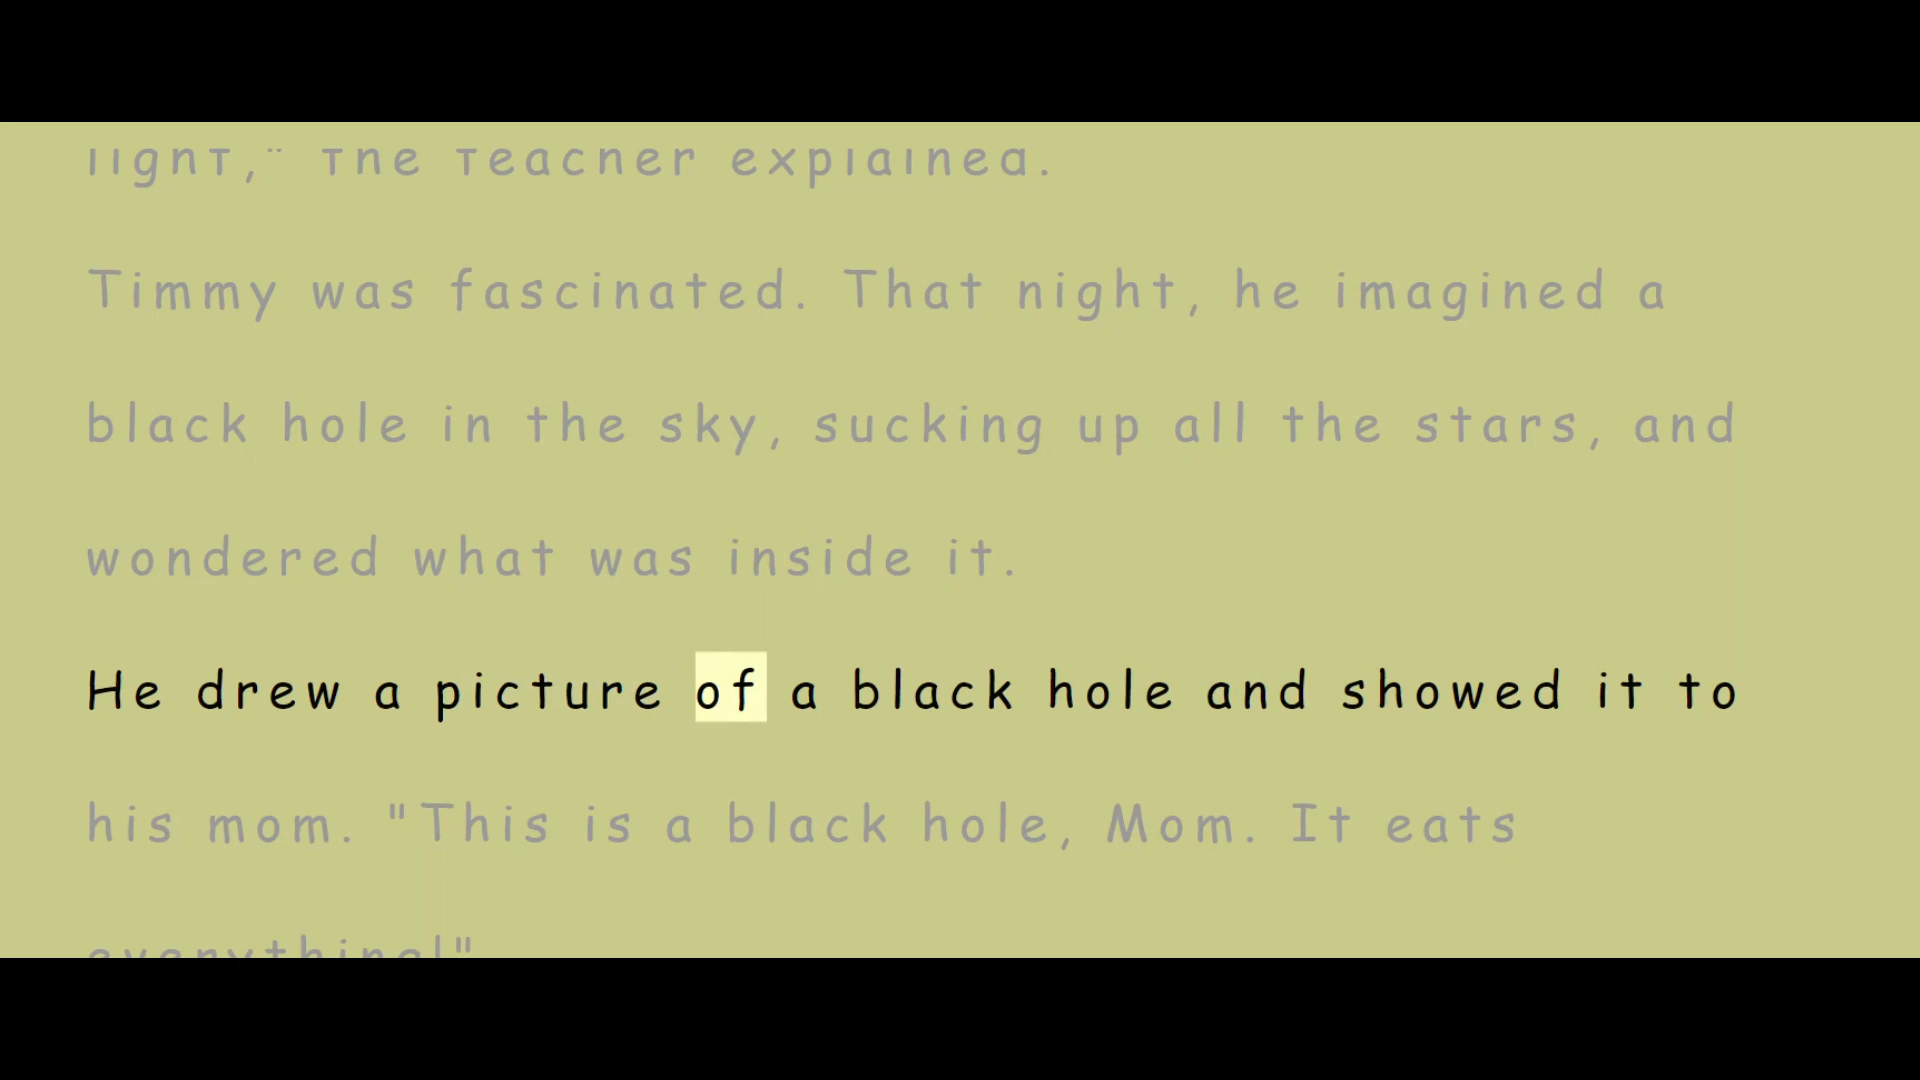 light," the teacher explained.
Timmy was fascinated. That night, he imagined a
black hole in the sky, sucking up all the stars, and
wondered what was inside it.
He drew a picture of a black hole and showed it to
his mom. "This is a black hole, Mom. It eats
everything!"